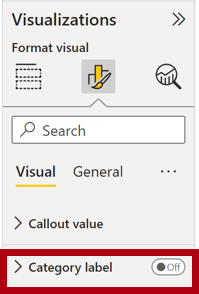 Visualizations
Format visual
Search
Visual General ...
Callout value
Category label Off